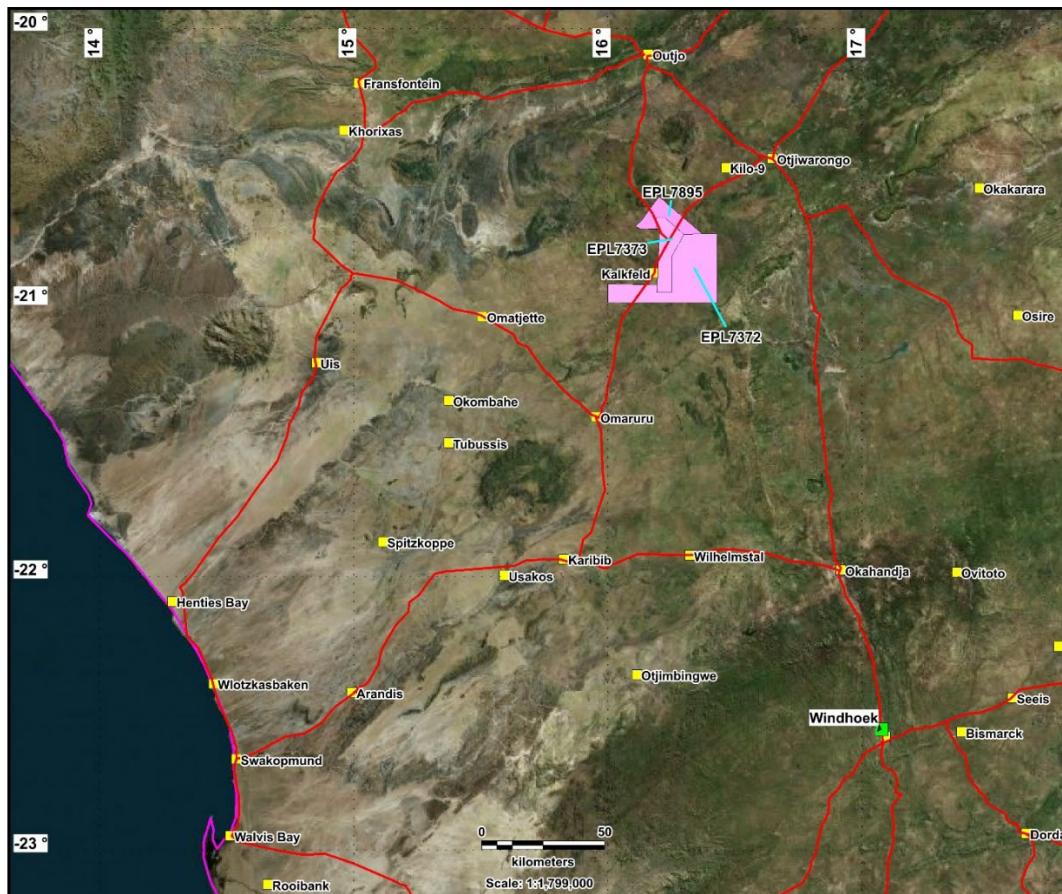 -20 °
14 °
15 °
16 °
17 °
Outjo
Fransfontein
Khorixas
Otjiwarongo
Kilo-9
EPL7895
Okakarara
EPL7373
Kalkfeld
-21 °
Omatjette
Osire
EPL7372
Uis
Okombahe
Omaruru
Tubussis
Spitzkoppe
Karibib
Wilhelmstal
-22 °
Usakos
Okahandja
Ovitoto
Henties Bay
Otjimbingwe
Wlotzkasbaken
Arandis
Seeis
Windhoek
Bismarck
Swakopmund
-23 °
Walvis Bay
0
50
Dorda
kilometers
Rooibank
Scale: 1:1,799,000